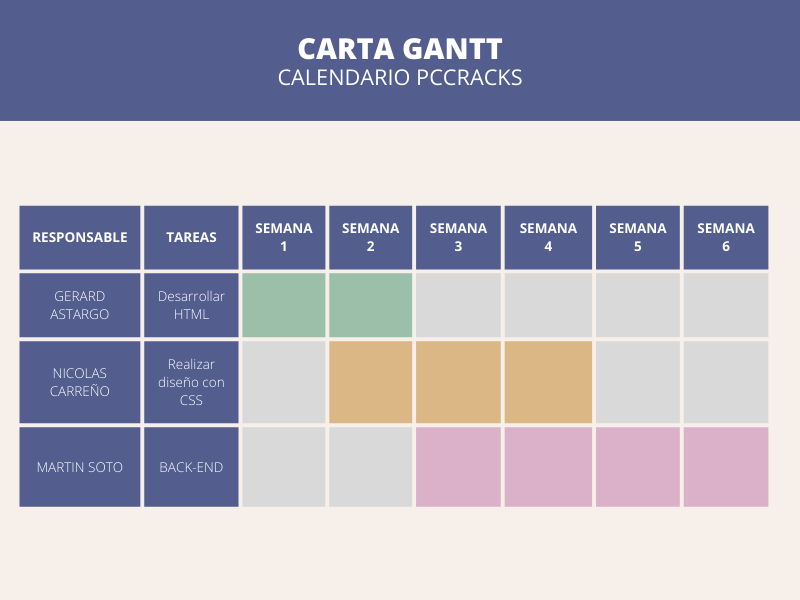 CARTA GANTT
CALENDARIO PCCRACKS
RESPONSABLE
TAREAS
SEMANA
1
SEMANA
2
SEMANA
3
SEMANA
4
SEMANA
5
SEMANA
6
GERARD
ASTARGO
Desarrollar
HTML
NICOLAS
CARREÑO
Realizar
diseño con
CSS
MARTIN SOTO
BACK-END